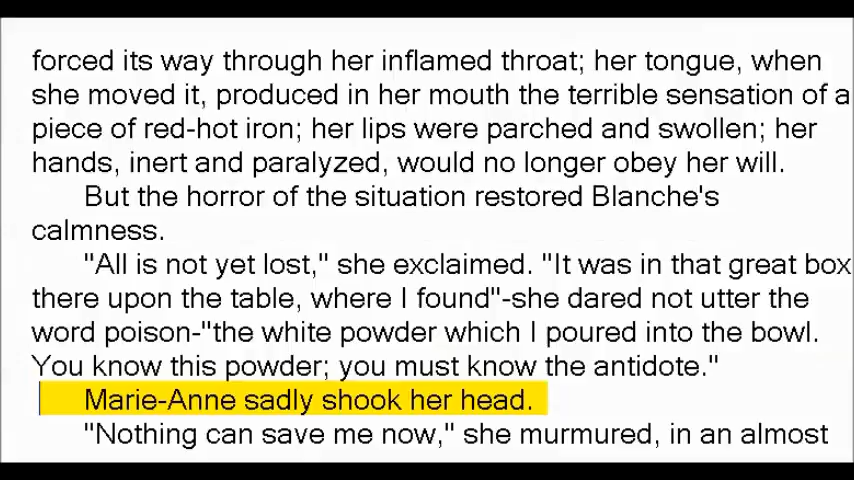 forced its way through her inflamed throat; her tongue, when
she moved it, produced in her mouth the terrible sensation of a
piece of red-hot iron; her lips were parched and swollen; her
hands, inert and paralyzed, would no longer obey her will.
But the horror of the situation restored Blanche's
calmness.
"All is not yet lost," she exclaimed. "It was in that great box
there upon the table, where I found"-she dared not utter the
word poison-"the white powder which I poured into the bowl.
You know this powder; you must know the antidote."
Marie-Anne sadly shook her head.
"Nothing can save me now," she murmured, in an almost